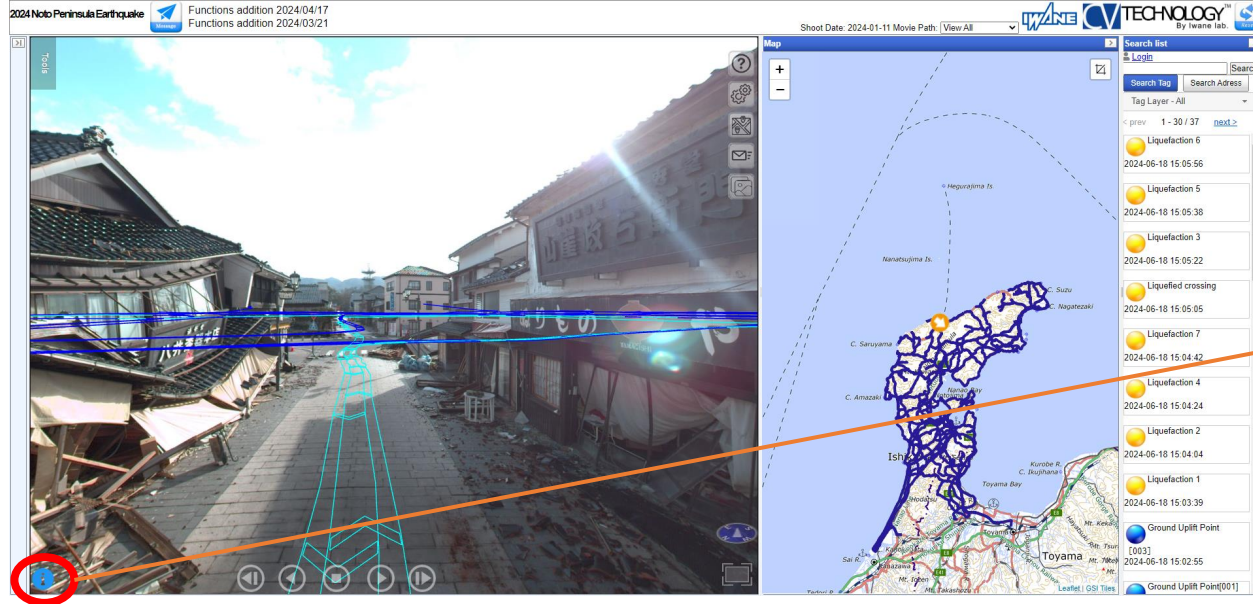 2024 Noto Peninsula Earthquake
Message
Functions addition 2024/04/17
Functions addition 2024/03/21
Shoot Date: 2024-01-11 Movie Path: View All
IWANE
CV
TECHNOLOGY™
By Iwane lab.
Tools
Map
+
−
Hegurajima Is
Nanatsujima Is.
C. Suzu
C. Nagatezaki
C. Saruyama
C. Amazaki
Nanao Bay
Kurobe R.
C. Ikujihana
Toyama Bay
Hodatsu
Toyama
Toyama
Sai R.
Mt. Takashozu
Leaflet | GSI Tiles
Search list
Login
Searc
Search Tag
Search Adress
Tag Layer - All
< prev 1 - 30 / 37 next >
Liquefaction 6
2024-06-18 15:05:56
Liquefaction 5
2024-06-18 15:05:38
Liquefaction 3
2024-06-18 15:05:22
Liquefied crossing
2024-06-18 15:05:05
Liquefaction 7
2024-06-18 15:04:42
Liquefaction 4
2024-06-18 15:04:24
Liquefaction 2
2024-06-18 15:04:04
Liquefaction 1
2024-06-18 15:03:39
Ground Uplift Point
[003]
2024-06-18 15:02:55
Ground Uplift Point[001]